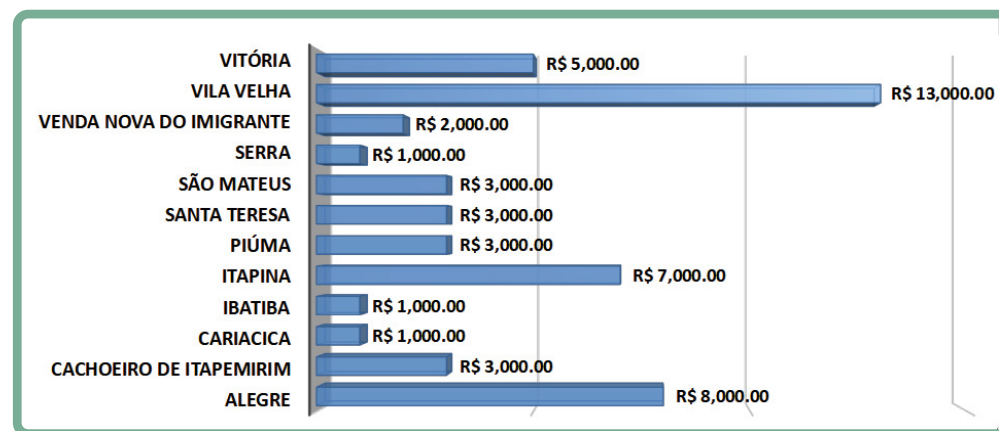 VITÓRIA R$ 5,000.00
VILA VELHA R$ 13,000.00
VENDA NOVA DO IMIGRANTE R$ 2,000.00
SERRA R$ 1,000.00
SÃO MATEUS R$ 3,000.00
SANTA TERESA R$ 3,000.00
PIÚMA R$ 3,000.00
ITAPINA R$ 7,000.00
IBATIBA R$ 1,000.00
CARIACICA R$ 1,000.00
CACHOEIRO DE ITAPEMIRIM R$ 3,000.00
ALEGRE R$ 8,000.00